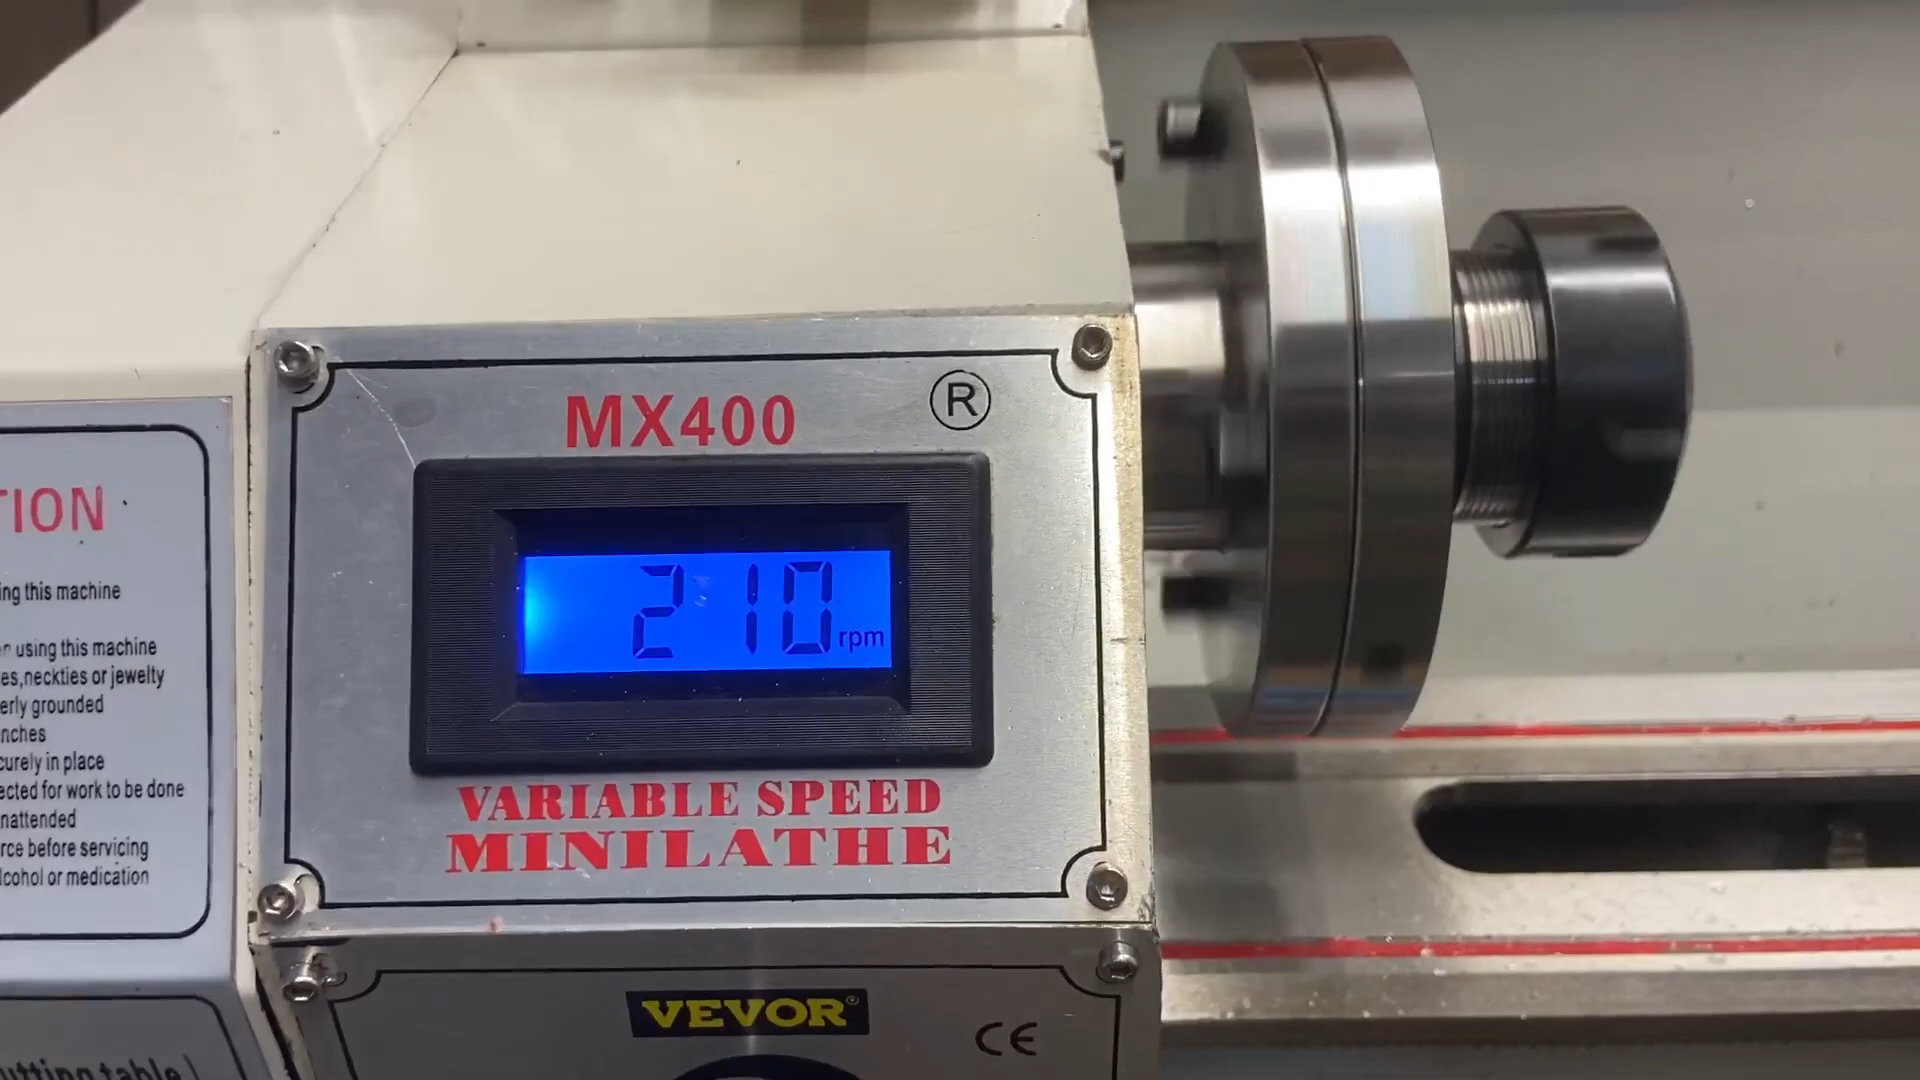 MX400
®
210 rpm
VARIABLE SPEED
MINILATHE
TION
ing this machine
using this machine
es,neckties or jewelty
erly grounded
nches
curely in place
ected for work to be done
nattended
rce before servicing
lcohol or medication
VEVOR®
CE
utting table